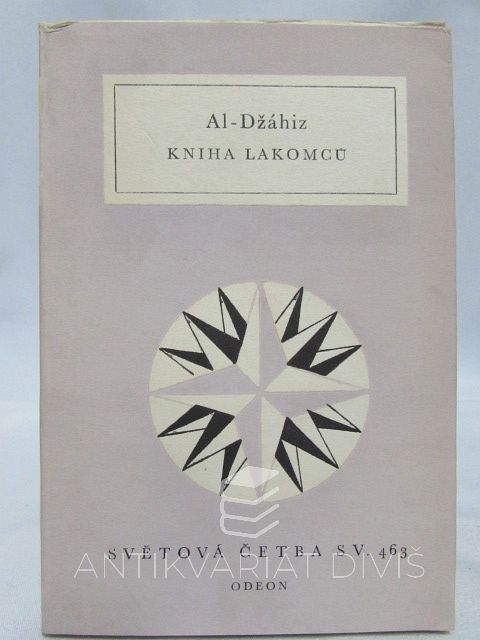 Al-Džáhiz
KNIHA LAKOMCŮ
SVĚTOVÁ ČETBA SV. 463
ANTIKVARIÁT DIVIŠ
ODEON